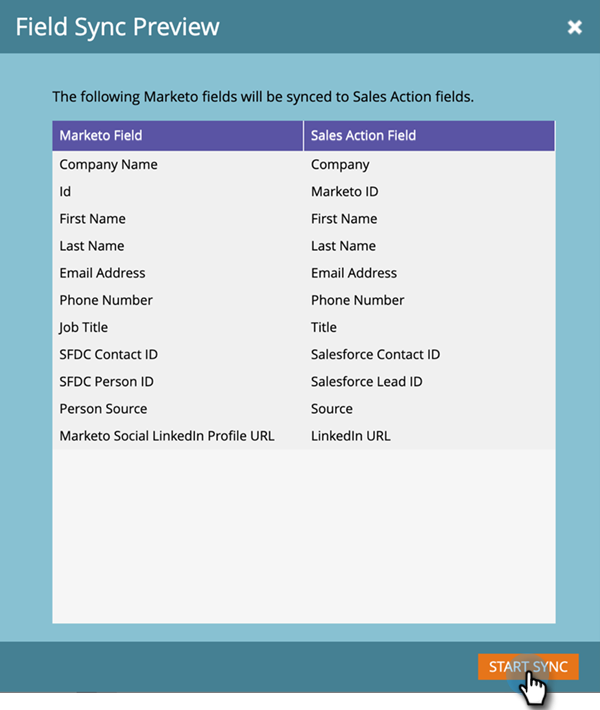 Field Sync Preview
The following Marketo fields will be synced to Sales Action fields.
Marketo Field Sales Action Field
Company Name Company
Id Marketo ID
First Name First Name
Last Name Last Name
Email Address Email Address
Phone Number Phone Number
Job Title Title
SFDC Contact ID Salesforce Contact ID
SFDC Person ID Salesforce Lead ID
Person Source Source
Marketo Social LinkedIn Profile URL LinkedIn URL
START SYNC